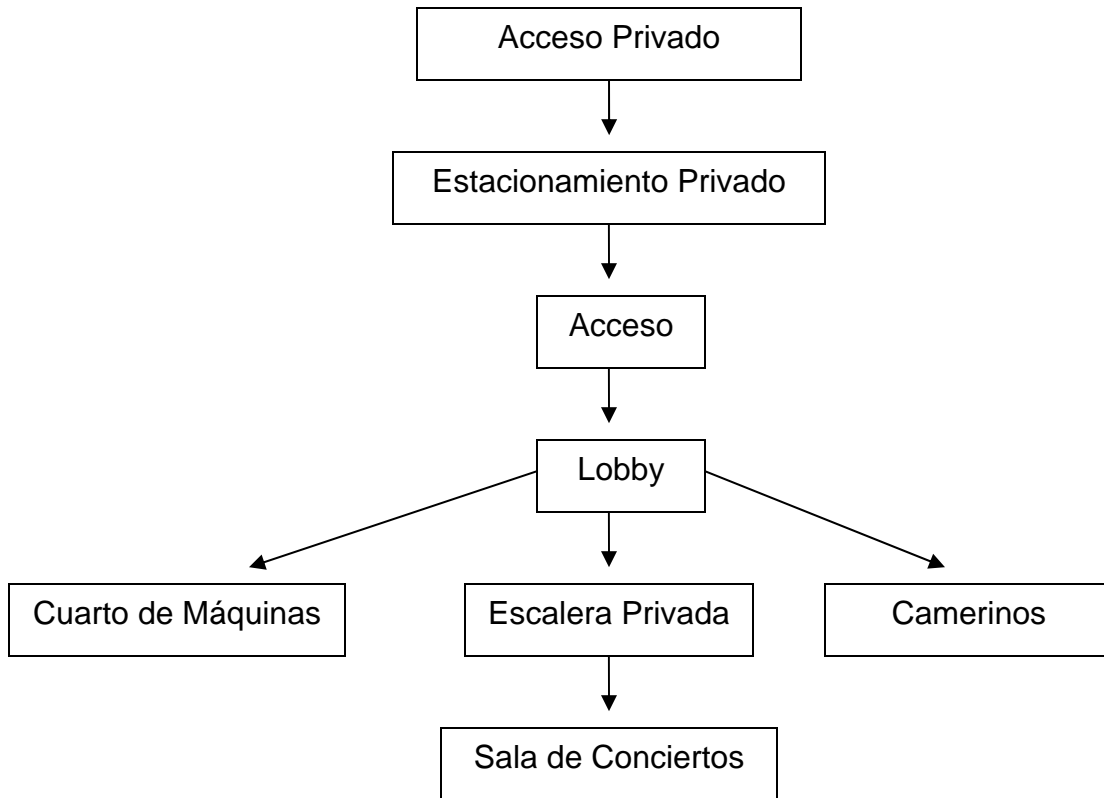 Acceso Privado
Estacionamiento Privado
Acceso
Lobby
Cuarto de Máquinas
Escalera Privada
Camerinos
Sala de Conciertos